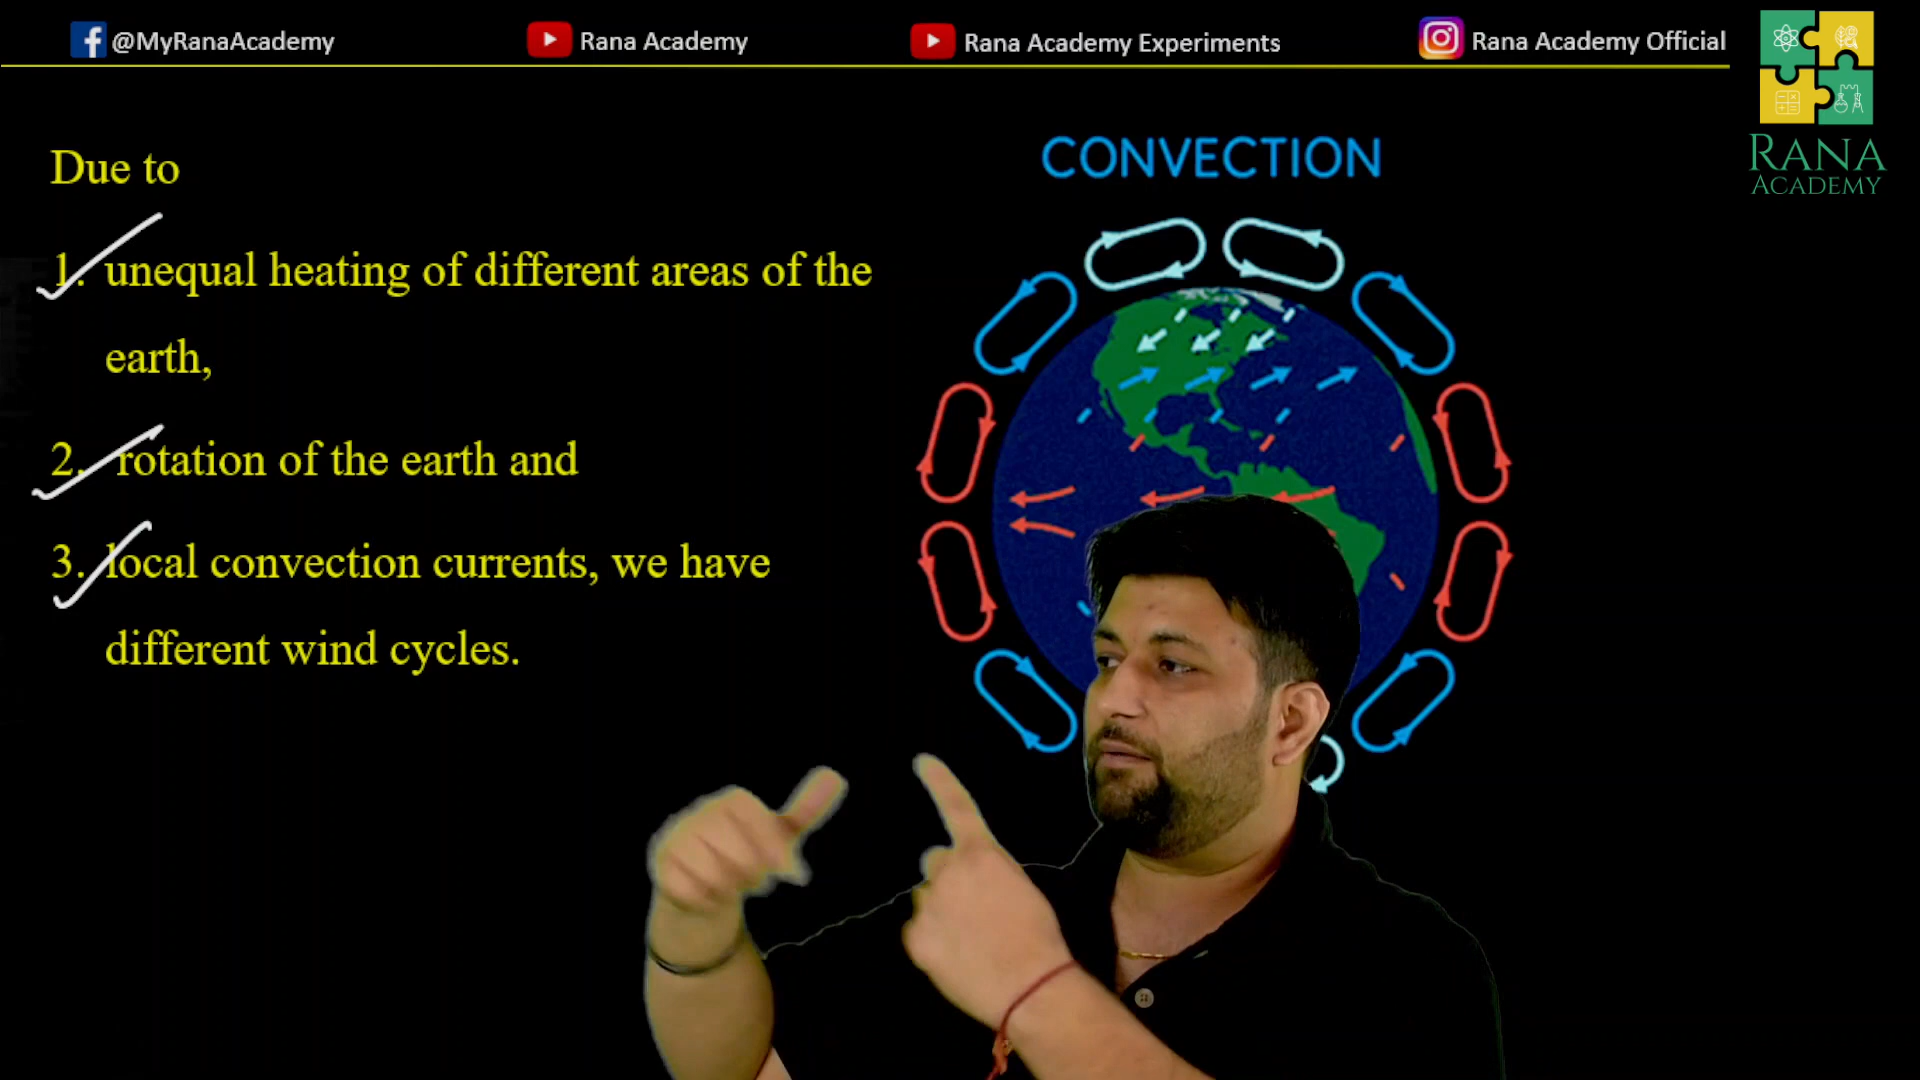 @MyRanaAcademy
Rana Academy
Rana Academy Experiments
Rana Academy Official
RANA
ACADEMY
CONVECTION
Due to
1. unequal heating of different areas of the
earth,
2. rotation of the earth and
3. local convection currents, we have
different wind cycles.